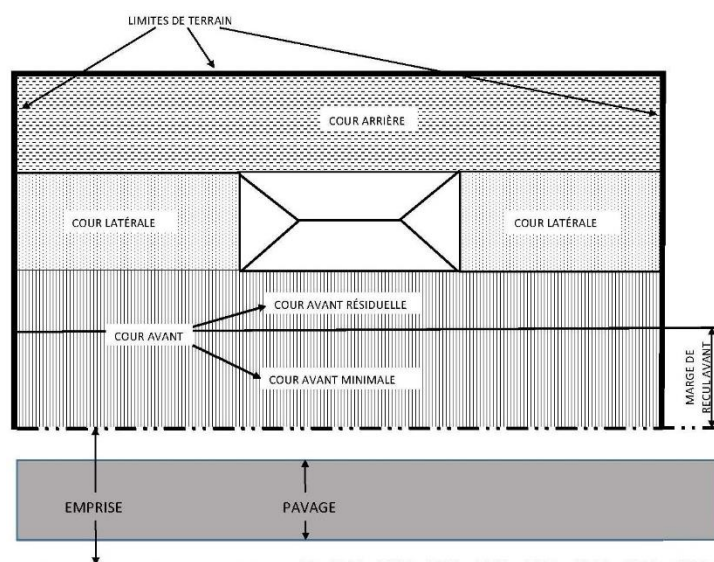 LIMITES DE TERRAIN
COUR ARRIÈRE
COUR LATÉRALE
COUR LATÉRALE
COUR AVANT RÉSIDUELLE
COUR AVANT
COUR AVANT MINIMALE
MARGE DE
RECUL AVANT
EMPRISE
PAVAGE